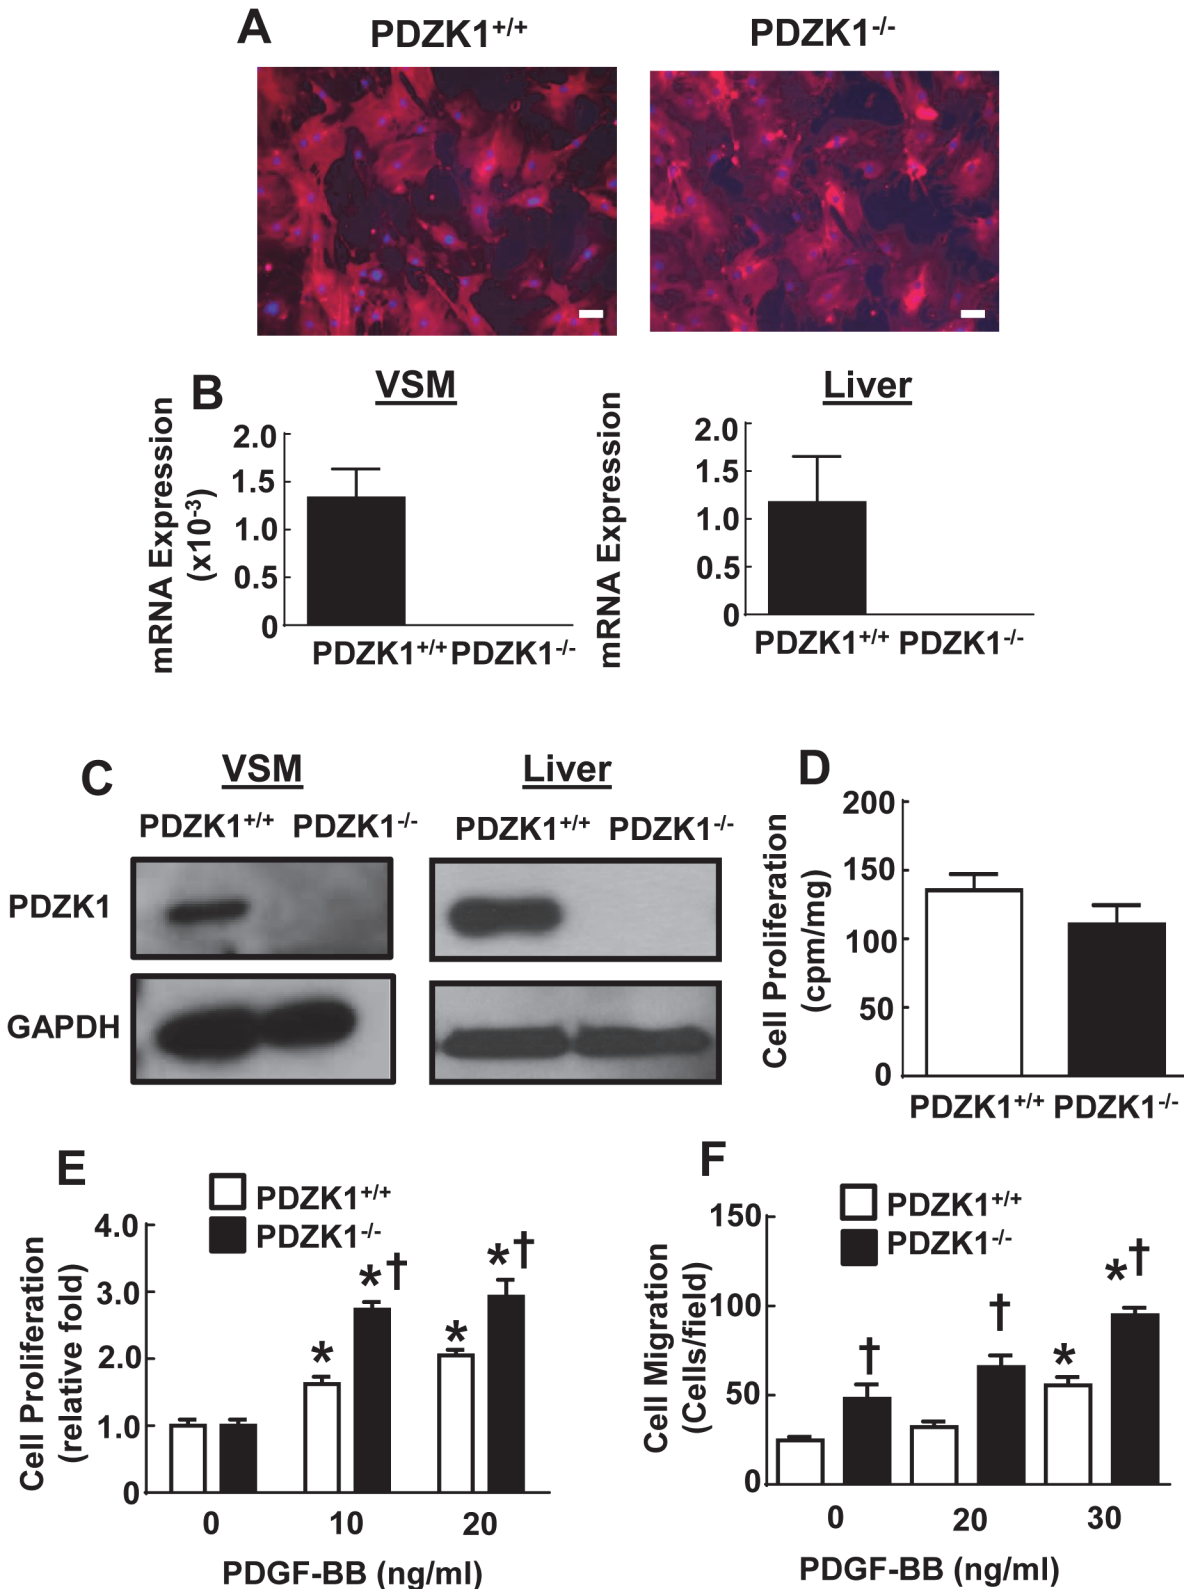 A
PDZK1+/+
PDZK1-/-
B
VSM
Liver
mRNA Expression
(x10-3)
2.0
1.5
1.0
0.5
0
PDZK1+/+ PDZK1-/-
mRNA Expression
2.0
1.5
1.0
0.5
0
PDZK1+/+ PDZK1-/-
C
VSM
Liver
PDZK1+/+ PDZK1-/-
PDZK1+/+ PDZK1-/-
PDZK1
GAPDH
D
Cell Proliferation
(cpm/mg)
200
150
100
50
0
PDZK1+/+ PDZK1-/-
E
PDZK1+/+
PDZK1-/-
Cell Proliferation
(relative fold)
4.0
3.0
2.0
1.0
0
*
*†
*
*†
0 10 20
PDGF-BB (ng/ml)
F
PDZK1+/+
PDZK1-/-
Cell Migration
(Cells/field)
150
100
50
0
†
†
*
*†
0 20 30
PDGF-BB (ng/ml)